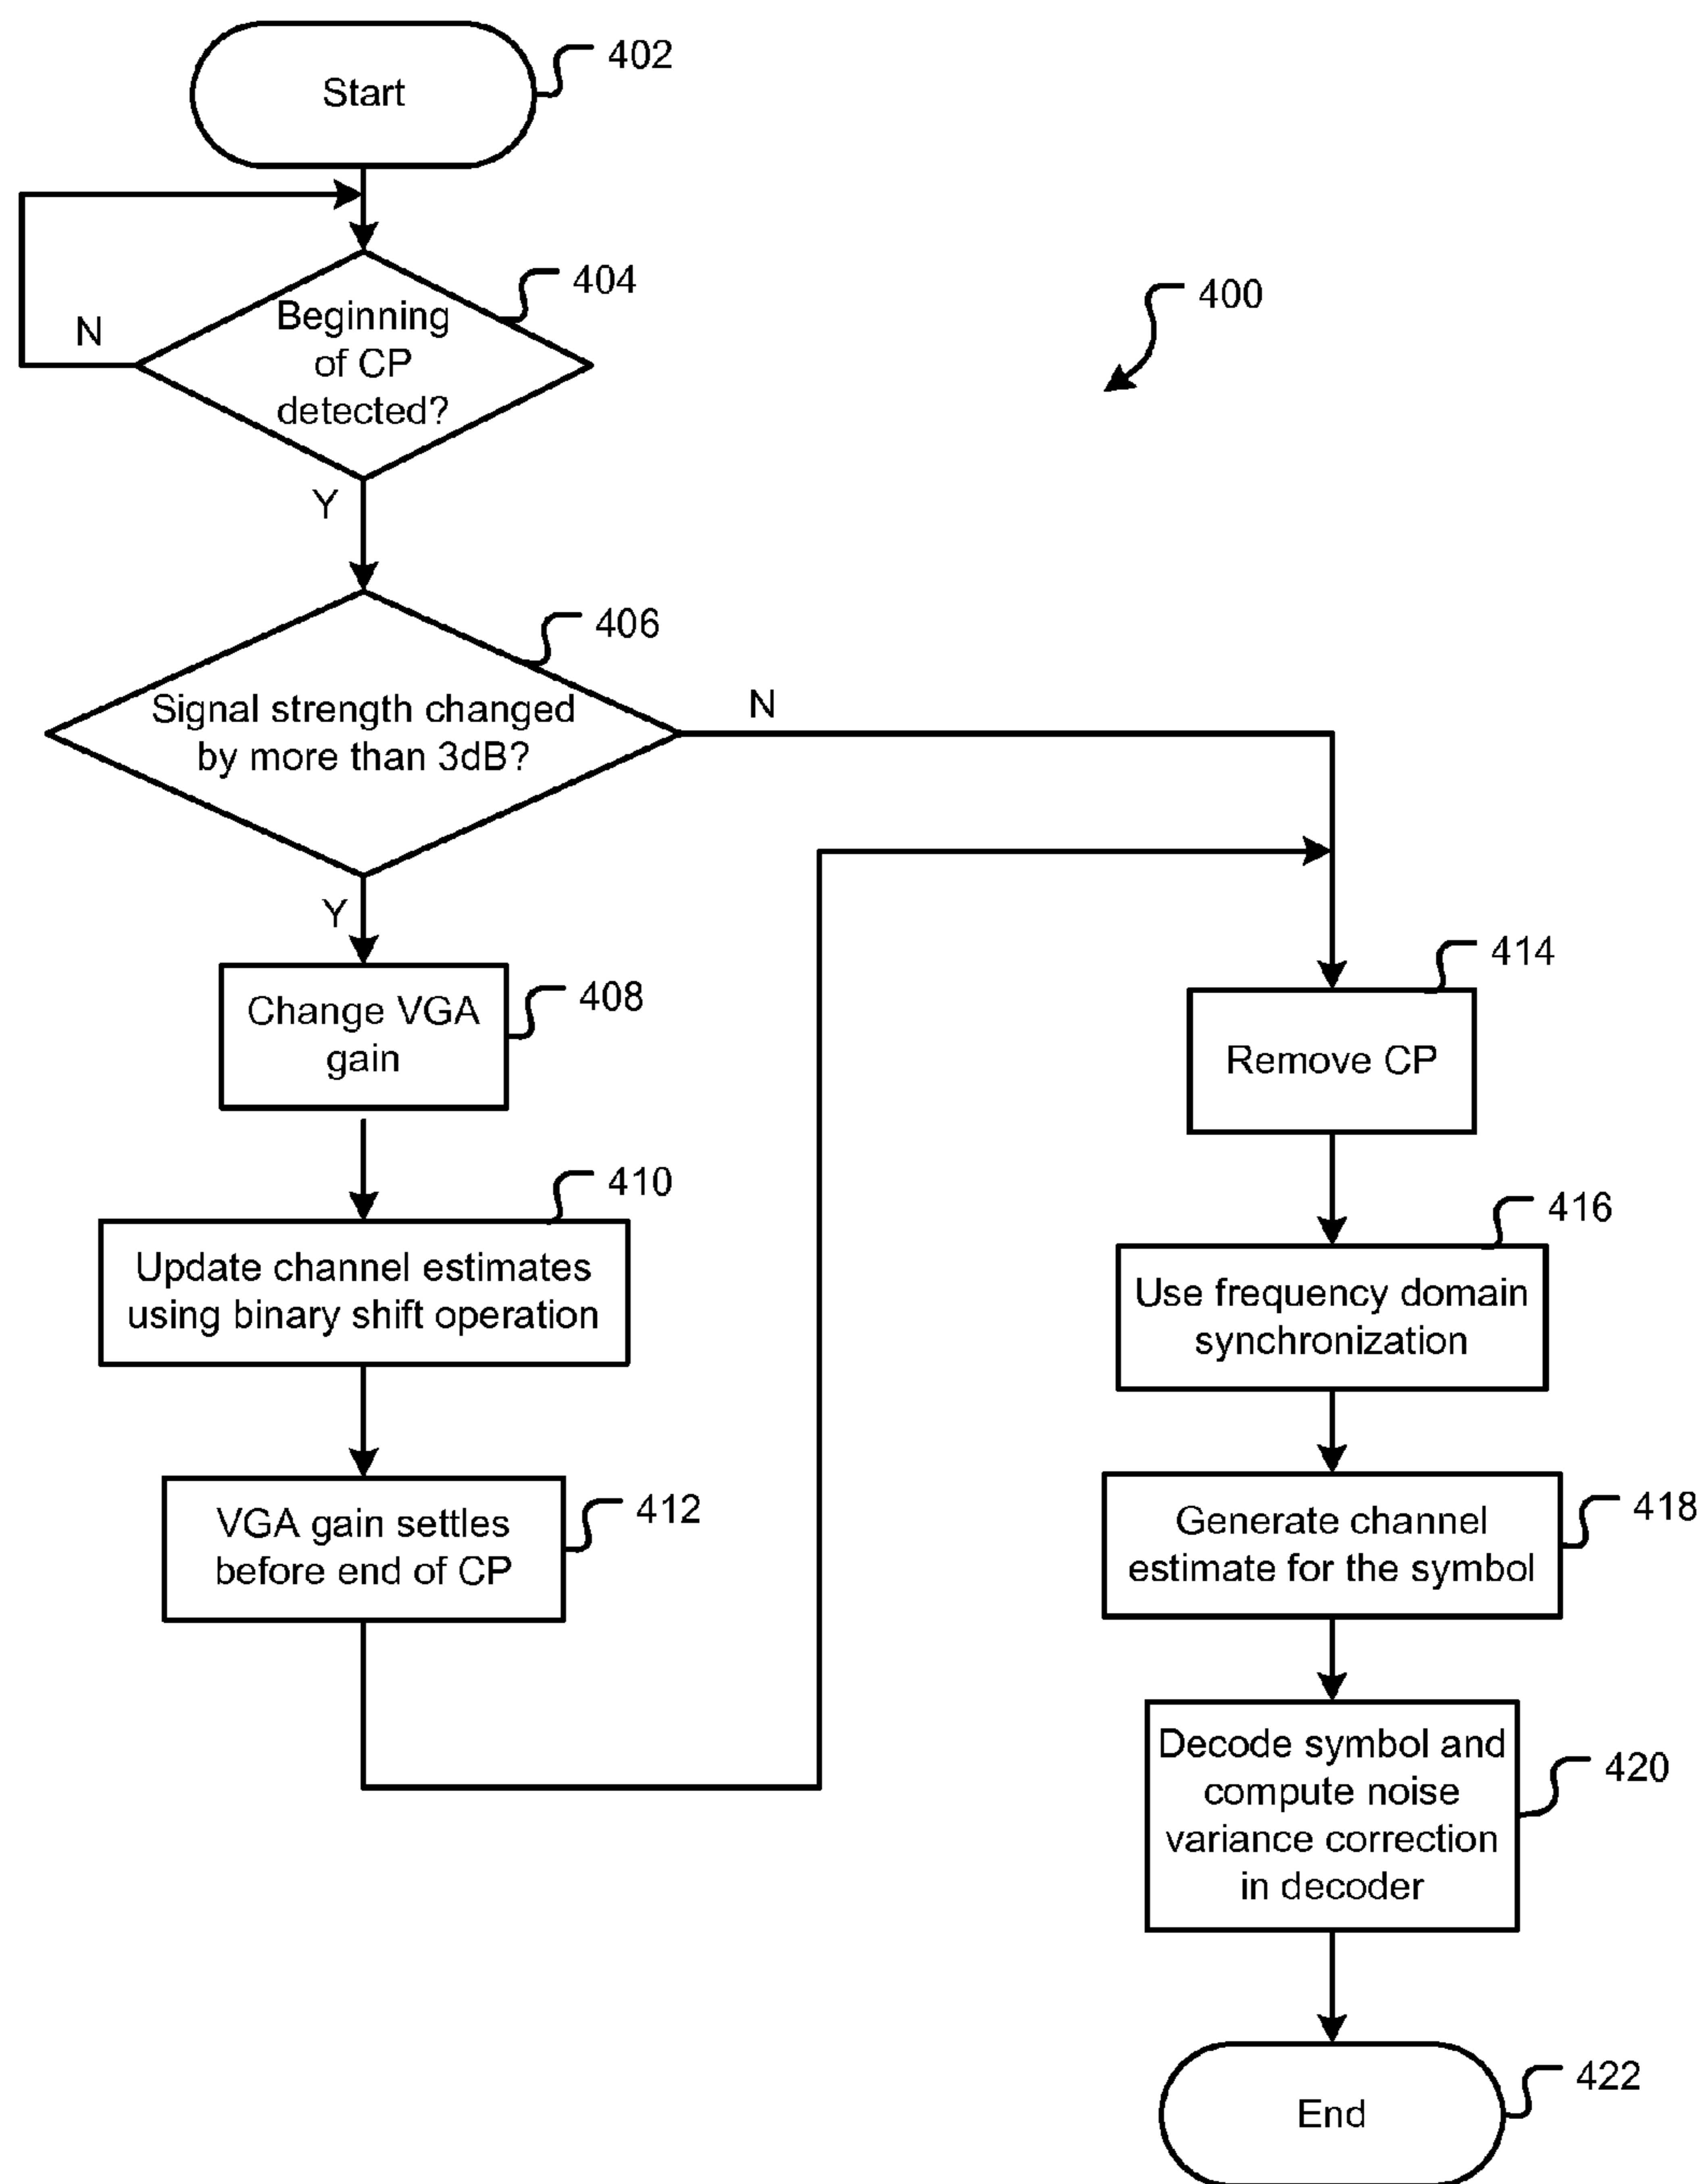 Start
402
Beginning
of CP
detected?
404
N
Y
400
Signal strength changed
by more than 3dB?
406
N
Y
Change VGA
gain
408
Update channel estimates
using binary shift operation
410
VGA gain settles
before end of CP
412
Remove CP
414
Use frequency domain
synchronization
416
Generate channel
estimate for the symbol
418
Decode symbol and
compute noise
variance correction
in decoder
420
End
422